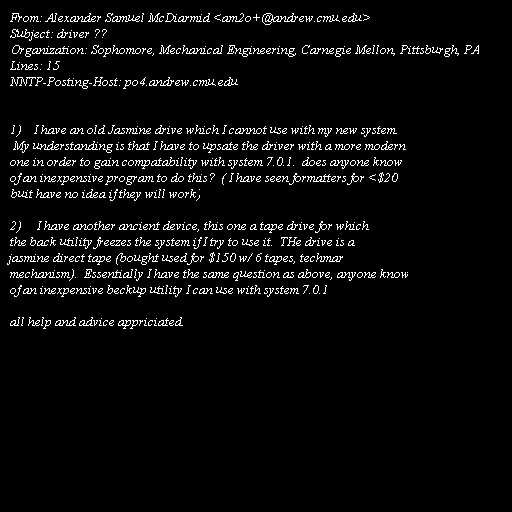 From: Alexander Samuel McDiarmid <am2o+@andrew.cmu.edu>
Subject: driver ??
Organization: Sophomore, Mechanical Engineering, Carnegie Mellon, Pittsburgh, PA
Lines: 15
NNTP-Posting-Host: po4.andrew.cmu.edu

1)    I have an old Jasmine drive which I cannot use with my new system.
My understanding is that I have to upsate the driver with a more modern
one in order to gain compatability with system 7.0.1.  does anyone know
of an inexpensive program to do this?  ( I have seen formatters for <$20
buit have no idea if they will work)

2)     I have another ancient device, this one a tape drive for which
the back utility freezes the system if I try to use it.  THe drive is a
jasmine direct tape (bought used for $150 w/ 6 tapes, techmar
mechanism).  Essentially I have the same question as above, anyone know
of an inexpensive beckup utility I can use with system 7.0.1

all help and advice appriciated.